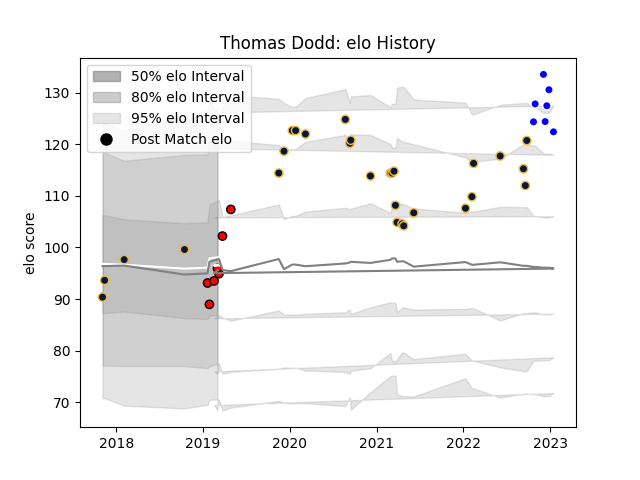 Thomas Dodd: elo History
50% elo Interval
80% elo Interval
95% elo Interval
Post Match elo
elo score
130
120
110
100
90
80
70
2018 2019 2020 2021 2022 2023